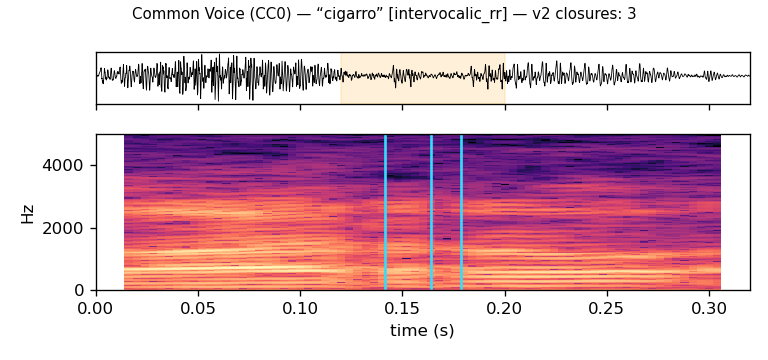 Common Voice (CC0) — “cigarro” [intervocalic_rr] — v2 closures: 3
4000
2000
0
Hz
0.00 0.05 0.10 0.15 0.20 0.25 0.30
time (s)